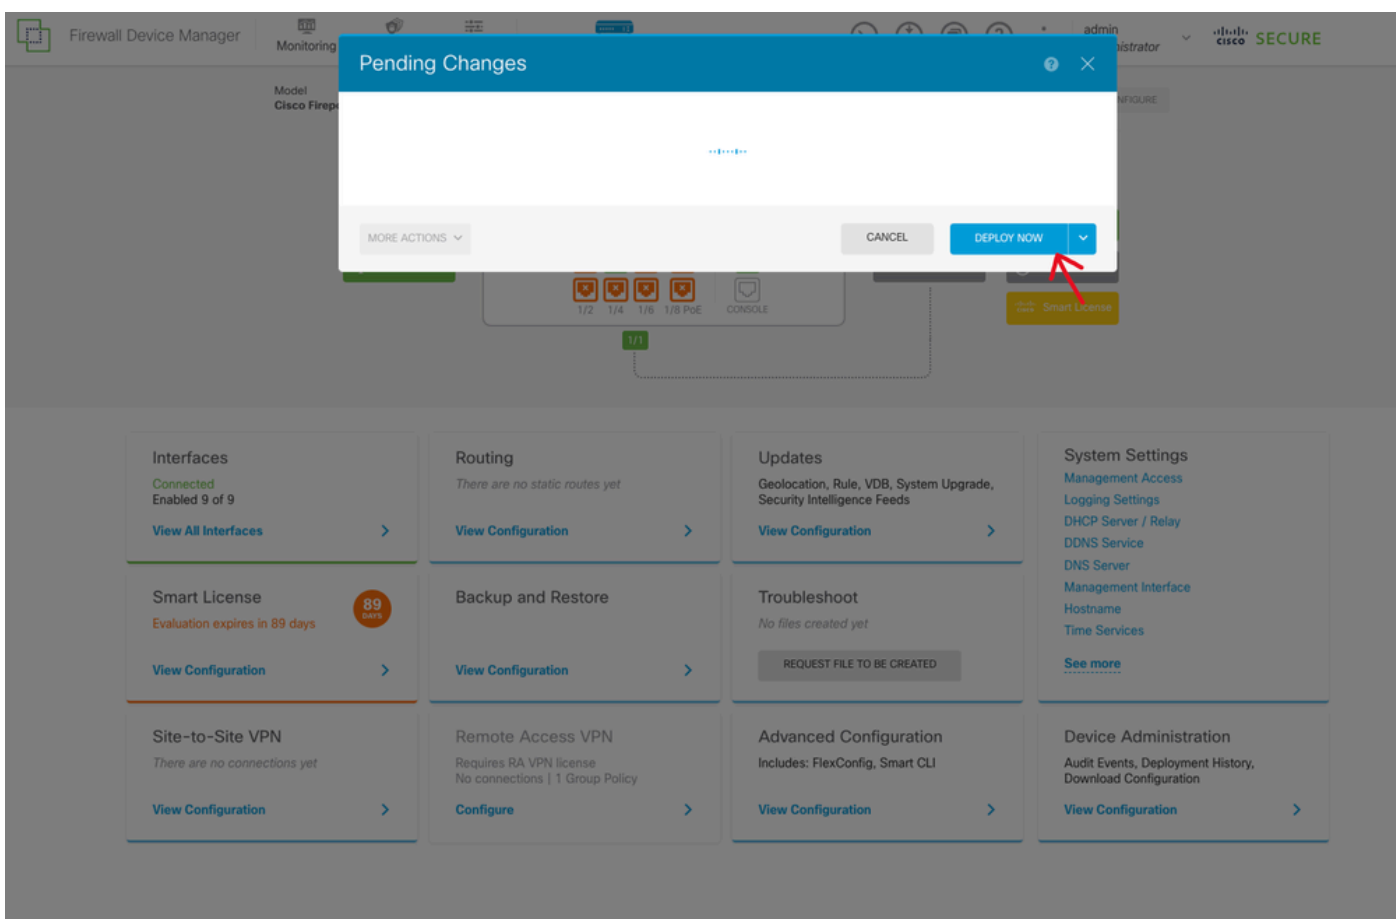 Firewall Device Manager
Monitoring
admin
cisco SECURE
Pending Changes
Model
MORE ACTIONS
CANCEL
DEPLOY NOW
1/2
1/4
1/6
1/8 PoE
CONSOLE
Smart License
1/1
Interfaces
Connected
Enabled 9 of 9
View All Interfaces
Routing
There are no static routes yet
View Configuration
Updates
Geolocation, Rule, VDB, System Upgrade,
Security Intelligence Feeds
View Configuration
System Settings
Management Access
Logging Settings
DHCP Server / Relay
DDNS Service
DNS Server
Management Interface
Hostname
Time Services
See more
Smart License
Evaluation expires in 89 days
89
DAYS
View Configuration
Backup and Restore
View Configuration
Troubleshoot
No files created yet
REQUEST FILE TO BE CREATED
Site-to-Site VPN
There are no connections yet
View Configuration
Remote Access VPN
Requires RA VPN license
No connections | 1 Group Policy
Configure
Advanced Configuration
Includes: FlexConfig, Smart CLI
View Configuration
Device Administration
Audit Events, Deployment History,
Download Configuration
View Configuration